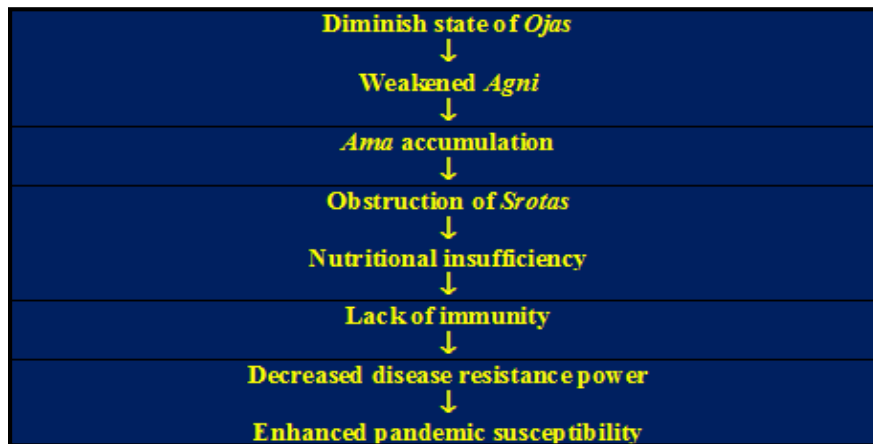 Diminish state of Ojas
↓
Weakened Agni
↓
Ama accumulation
↓
Obstruction of Srotas
↓
Nutritional insufficiency
↓
Lack of immunity
↓
Decreased disease resistance power
↓
Enhanced pandemic susceptibility